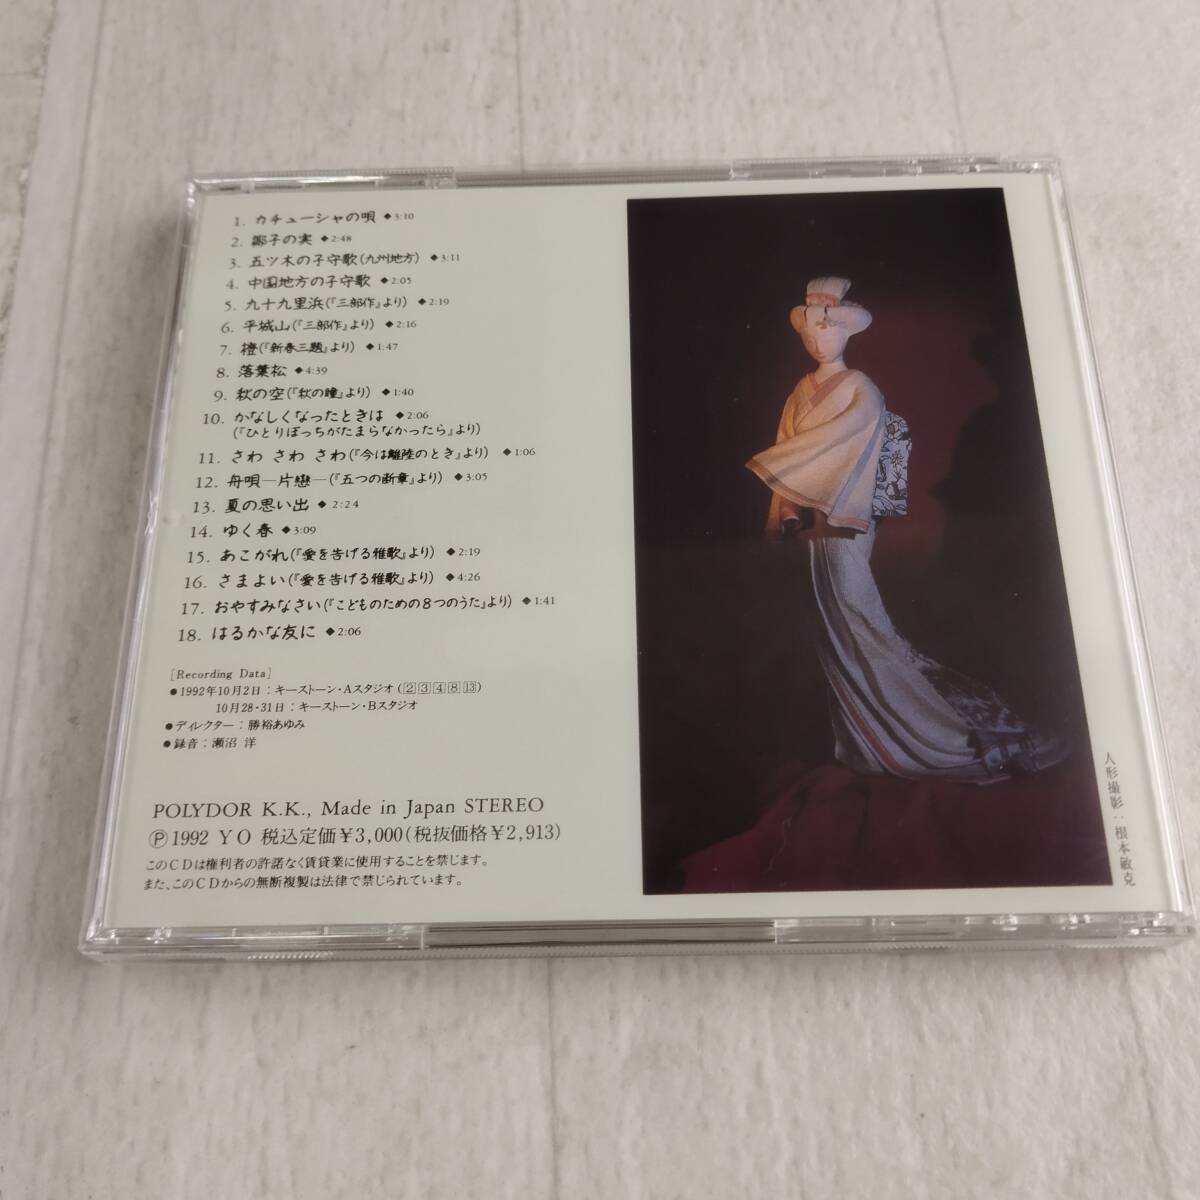 1. カチューシャの唄 ◆3:10
2. 椰子の実 ◆2:48
3. 五ツ木の子守歌(九州地方) ◆3:11
4. 中国地方の子守歌 ◆2:05
5. 九十九里浜(『三部作』より) ◆2:19
6. 平城山(『三部作』より) ◆2:16
7. 橙(『新春三題』より) ◆1:47
8. 落葉松 ◆4:39
9. 秋の空(『秋の瞳』より) ◆1:40
10. かなしくなったときは ◆2:06
(『ひとりぼっちがたまらなかったら』より)
11. さわ さわ さわ(『今は離陸のとき』より) ◆1:06
12. 舟唄―片戀―(『五つの断章』より) ◆3:05
13. 夏の思い出 ◆ 2:24
14. ゆく春 ◆3:09
15. あこがれ(『愛を告げる雅歌』より) ◆2:19
16. さまよい(『愛を告げる雅歌』より) ◆4:26
17. おやすみなさい(『こどものための8つのうた』より) ◆1:41
18. はるかな友に ◆2:06
[Recording Data]
●1992年10月2日：キーストーン・Aスタジオ(2 3 4 8 13)
10月28・31日：キーストーン・Bスタジオ
●ディレクター：勝裕あゆみ
●録音：瀬沼 洋
POLYDOR K.K., Made in Japan STEREO
Ⓟ1992 Y O 税込定価￥3,000(税抜価格￥2,913)
このCDは権利者の許諾なく賃貸業に使用することを禁じます。
また、このCDからの無断複製は法律で禁じられています。
人形撮影：根本敏克